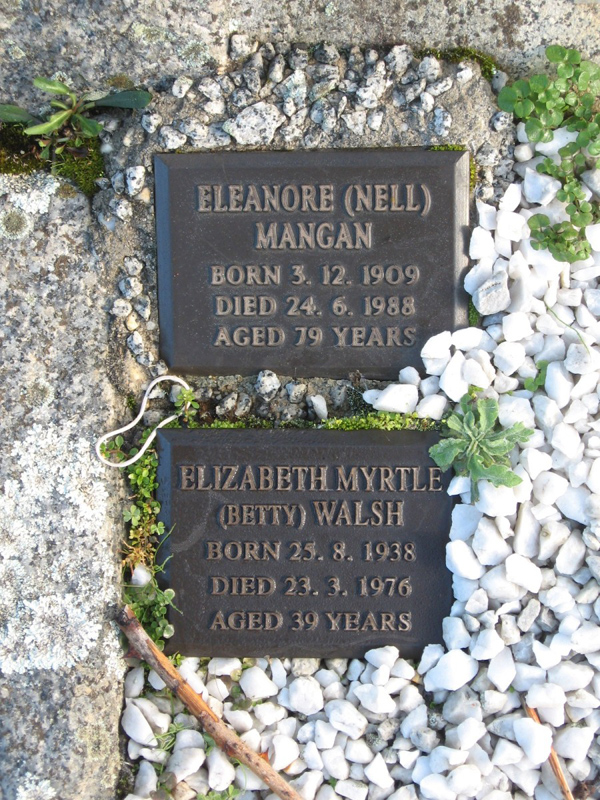 ELEANORE (NELL)
MANGAN
BORN 3. 12. 1909
DIED 24. 6. 1988
AGED 79 YEARS
ELIZABETH MYRTLE
(BETTY) WALSH
BORN 25. 8. 1938
DIED 23. 3. 1976
AGED 39 YEARS